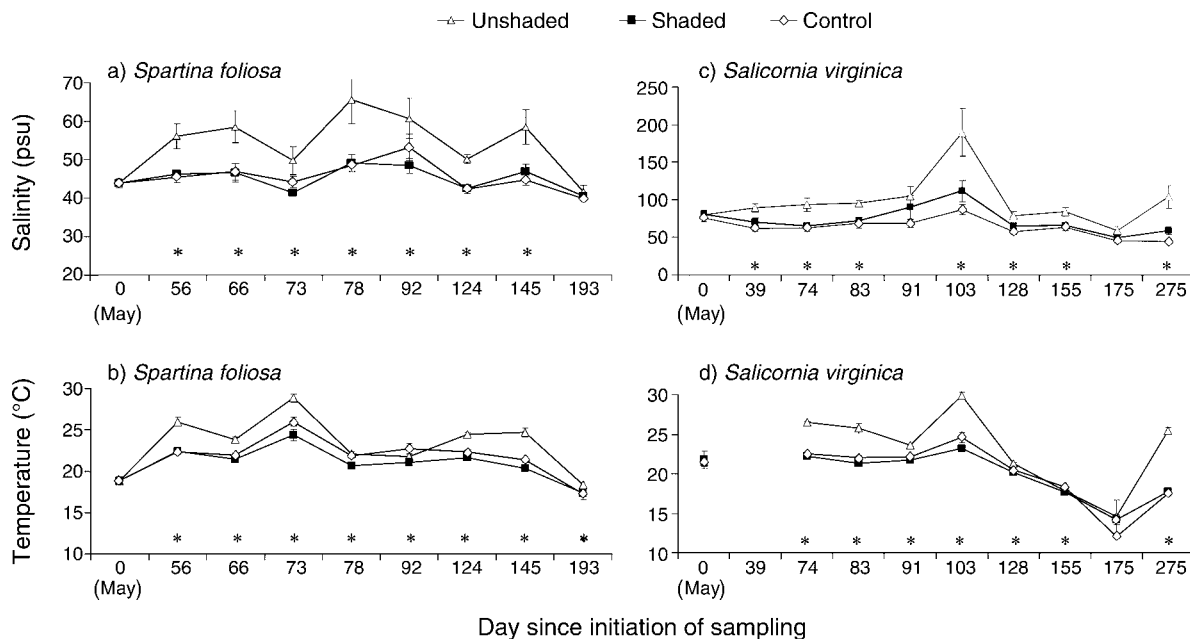 Unshaded Shaded Control
a) Spartina foliosa
Salinity (psu)
70
60
50
40
30
20
* * * * * * *
0 56 66 73 78 92 124 145 193
(May)
c) Salicornia virginica
250
200
150
100
50
0
* * * * * * *
0 39 74 83 91 103 128 155 175 275
(May)
b) Spartina foliosa
Temperature (°C)
30
25
20
15
10
* * * * * * * *
0 56 66 73 78 92 124 145 193
(May)
d) Salicornia virginica
30
25
20
15
10
* * * * * * *
0 39 74 83 91 103 128 155 175 275
(May)
Day since initiation of sampling